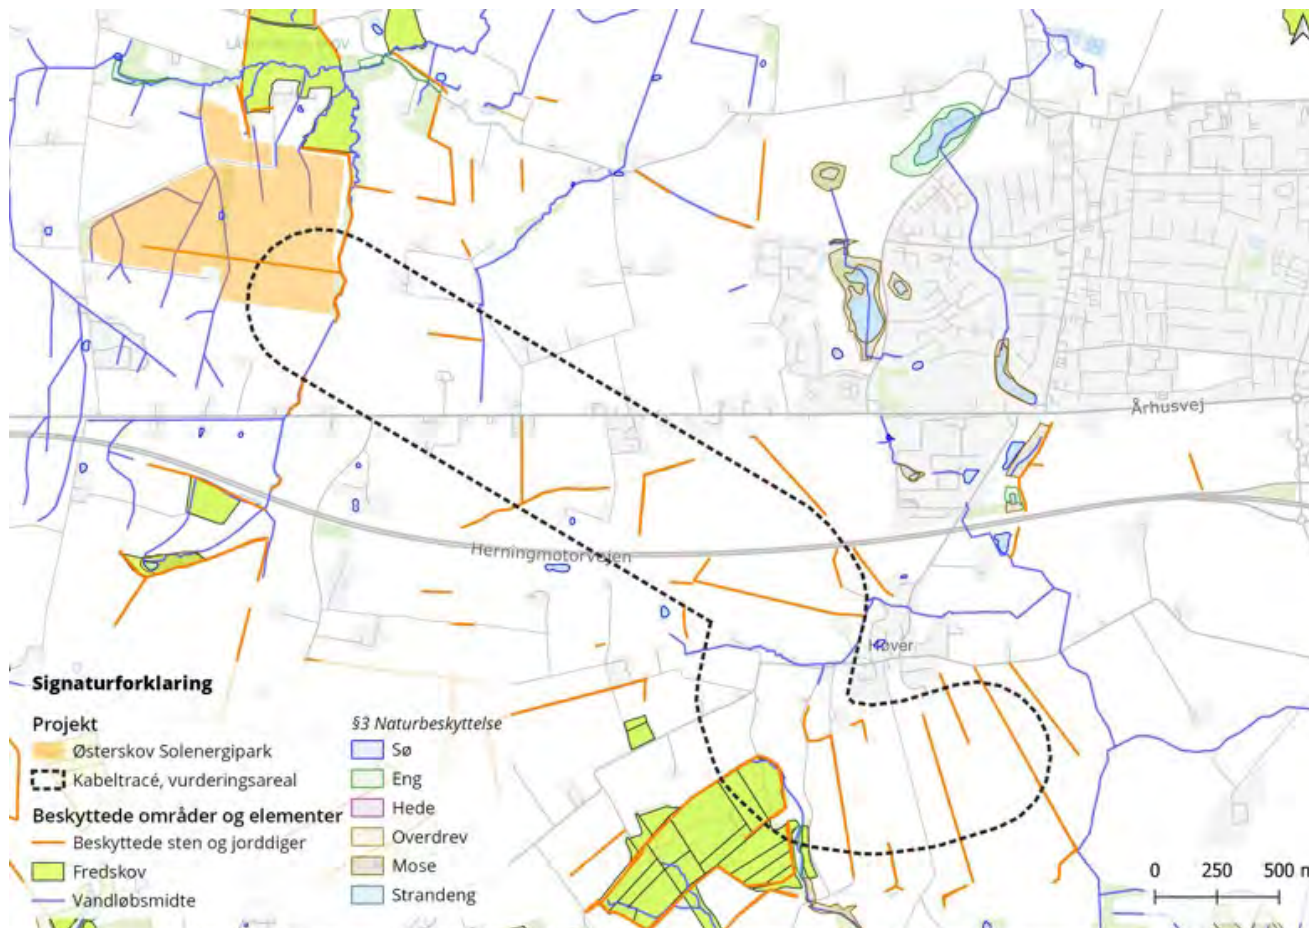 Århusvej
Herningmotorvejen
Høver
Signaturforklaring
Projekt
Østerskov Solenergipark
Kabeltracé, vurderingsareal
Beskyttede områder og elementer
Beskyttede sten og jorddiger
Fredskov
Vandløbsmidte
§3 Naturbeskyttelse
Sø
Eng
Hede
Overdrev
Mose
Strandeng
0 250 500 m